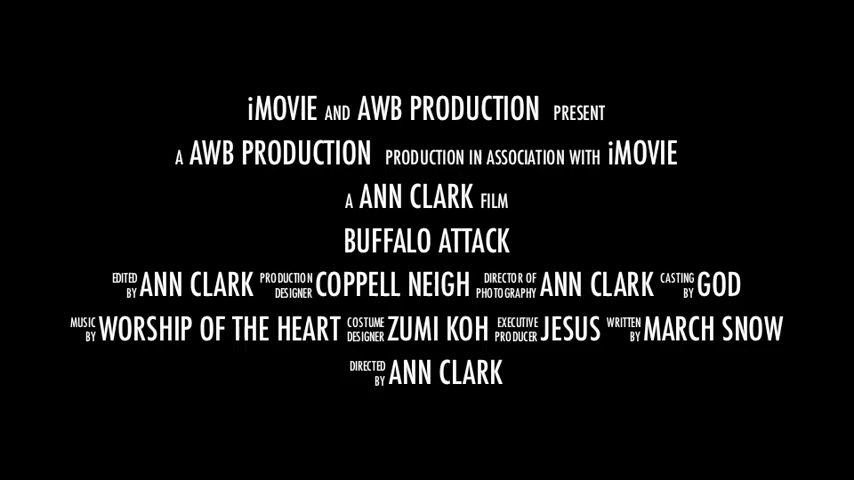 iMOVIE AND AWB PRODUCTION PRESENT
A AWB PRODUCTION PRODUCTION IN ASSOCIATION WITH iMOVIE
A ANN CLARK FILM
BUFFALO ATTACK
EDITED BY ANN CLARK PRODUCTION DESIGNER COPPELL NEIGH DIRECTOR OF PHOTOGRAPHY ANN CLARK CASTING BY GOD
MUSIC BY WORSHIP OF THE HEART COSTUME DESIGNER ZUMI KOH EXECUTIVE PRODUCER JESUS WRITTEN BY MARCH SNOW
DIRECTED BY ANN CLARK